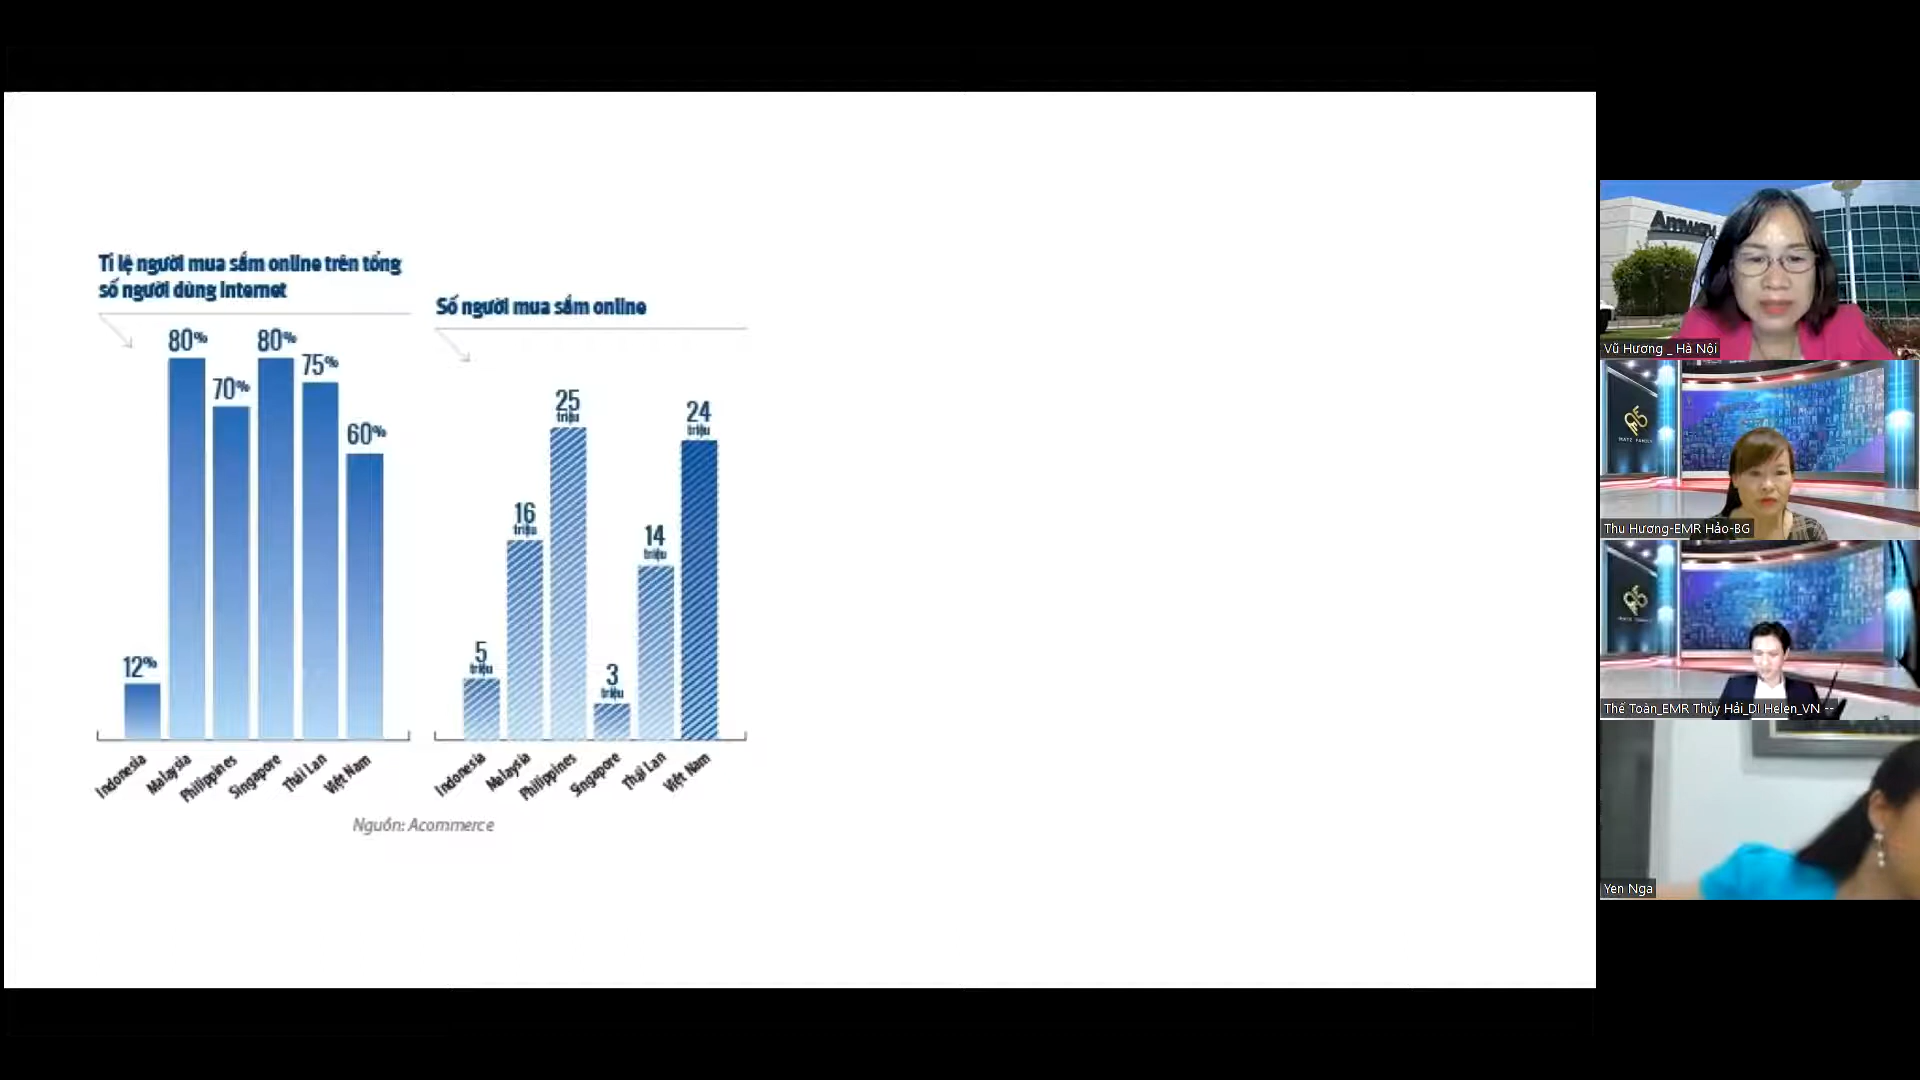 Tỉ lệ người mua sắm online trên tổng
số người dùng Internet
80%
80%
75%
70%
60%
12%
Indonesia
Malaysia
Philippines
Singapore
Thái Lan
Việt Nam
Số người mua sắm online
25
triệu
24
triệu
16
triệu
14
triệu
5
triệu
3
triệu
Indonesia
Malaysia
Philippines
Singapore
Thái Lan
Việt Nam
Nguồn: Acommerce
Amway
Vũ Hương _ Hà Nội
Thu Hương-EMR Hảo-BG
Thế Toàn_EMR Thủy Hải_DI Helen_VN --
Yen Nga